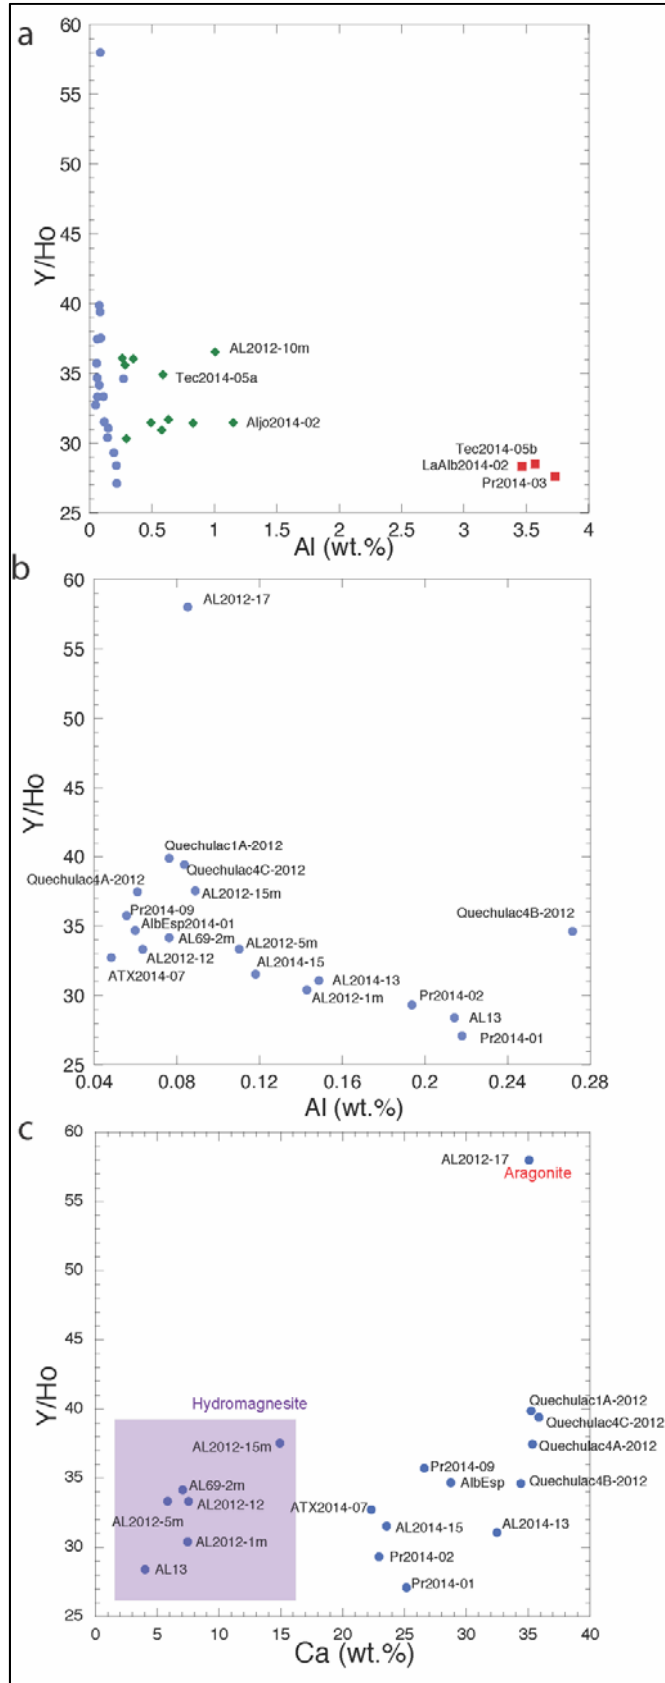 a
60
55
50
45
40
35
30
25
Y/Ho
AL2012-10m
Tec2014-05a
Aljo2014-02
Tec2014-05b
LaAlb2014-02
Pr2014-03
0 0.5 1 1.5 2 2.5 3 3.5 4
Al (wt.%)
b
60
55
50
45
40
35
30
25
Y/Ho
AL2012-17
Quechulac1A-2012
Quechulac4C-2012
Quechulac4A-2012
AL2012-15m
Quechulac4B-2012
Pr2014-09
AlbEsp2014-01
AL69-2m
AL2012-5m
AL2012-12
AL2014-15
ATX2014-07
AL2014-13
AL2012-1m
Pr2014-02
AL13
Pr2014-01
0.04 0.08 0.12 0.16 0.2 0.24 0.28
Al (wt.%)
c
60
55
50
45
40
35
30
25
Y/Ho
AL2012-17
Aragonite
Hydromagnesite
Quechulac1A-2012
Quechulac4C-2012
AL2012-15m
Quechulac4A-2012
Pr2014-09
AL69-2m
AlbEsp
Quechulac4B-2012
AL2012-12
ATX2014-07
AL2012-5m
AL2014-15
AL2014-13
AL2012-1m
Pr2014-02
AL13
Pr2014-01
0 5 10 15 20 25 30 35 40
Ca (wt.%)